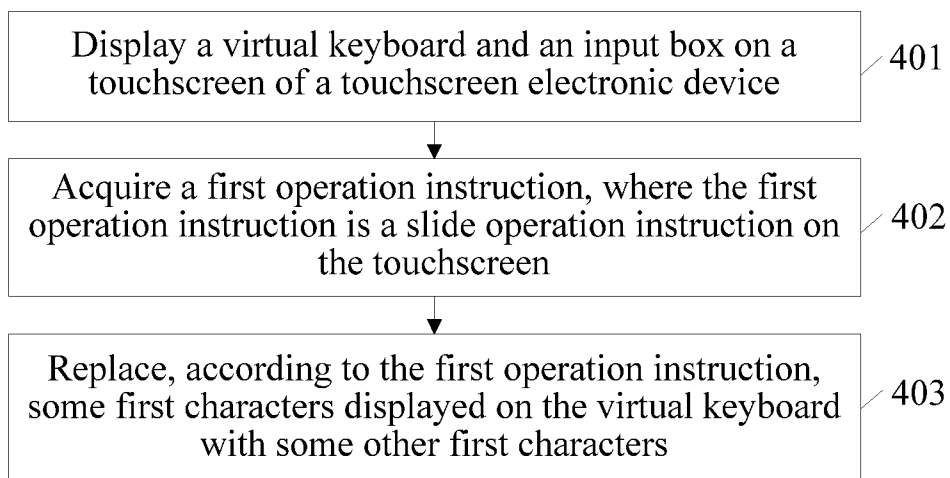 Display a virtual keyboard and an input box on a
touchscreen of a touchscreen electronic device
401
Acquire a first operation instruction, where the first
operation instruction is a slide operation instruction on
the touchscreen
402
Replace, according to the first operation instruction,
some first characters displayed on the virtual keyboard
with some other first characters
403